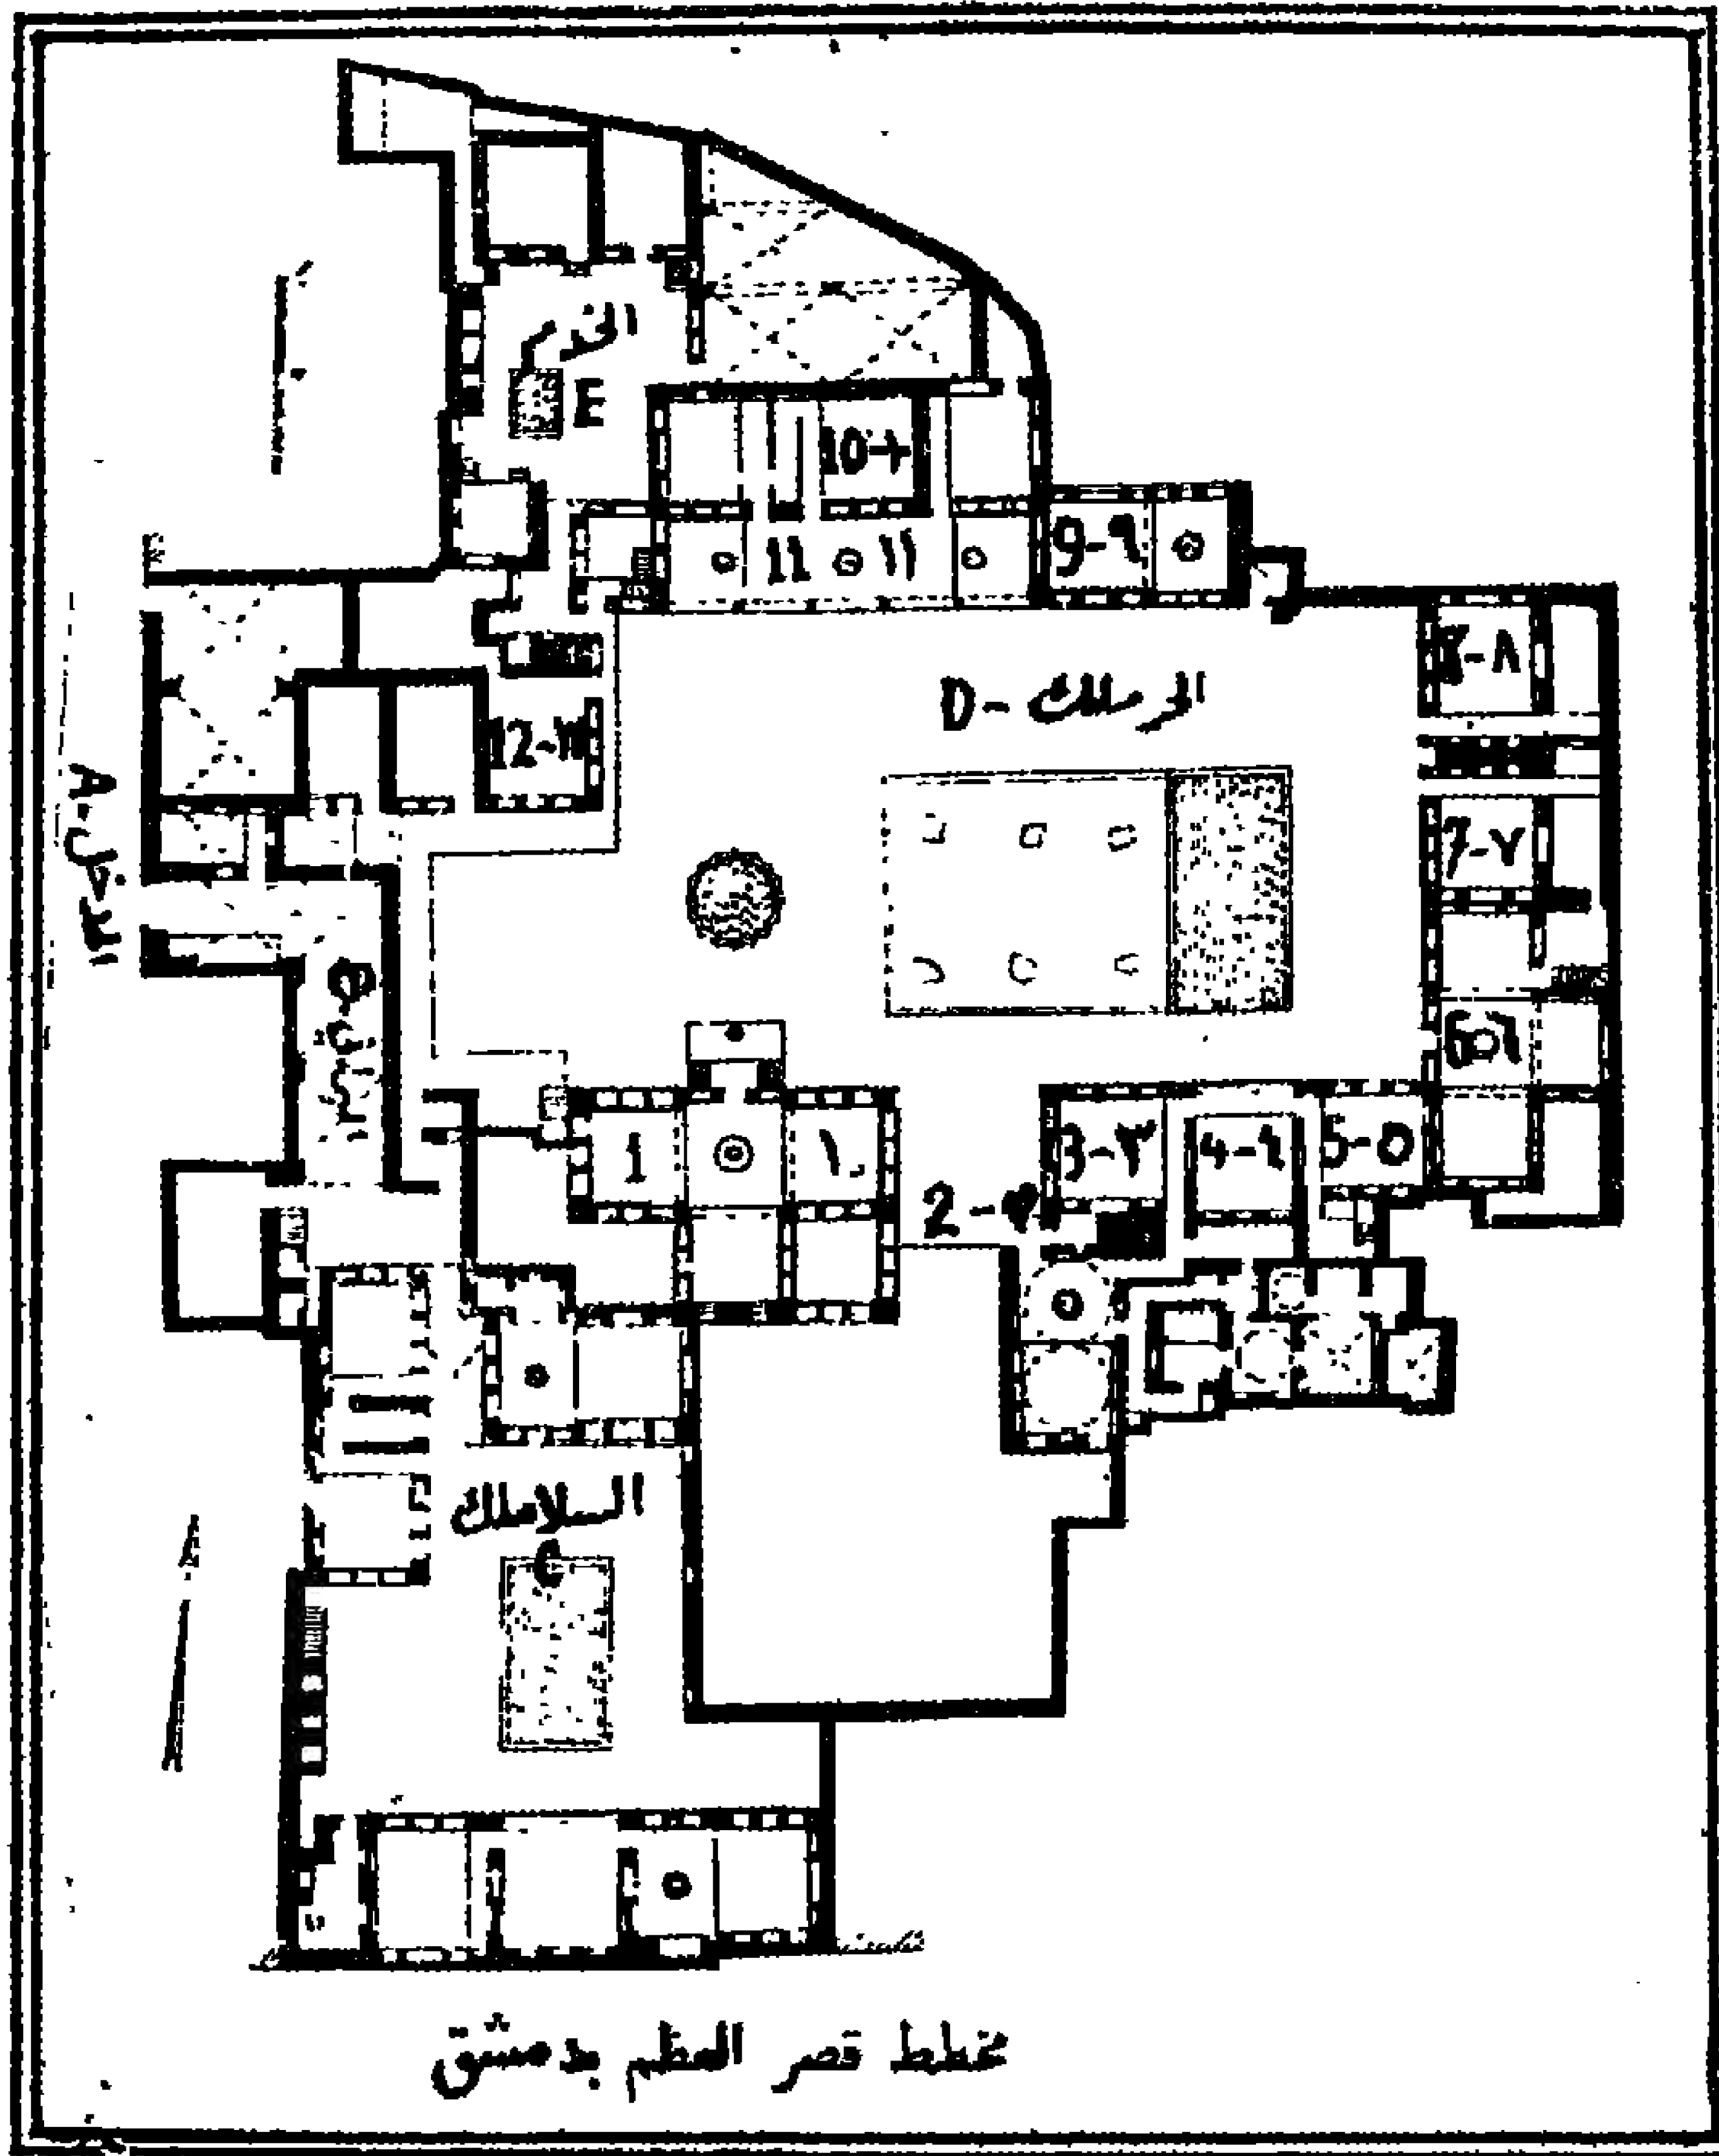 الخدم
E
10-١٠
11 ١١
9-٩
8-٨
D- الحرملك
12-١٢
7-٧
A- المدخل
6 ٦
1 ١
3-٣
4-٤
5-٥
2-٢
السلاملك
C
مخطط قصر العظم بدمشق